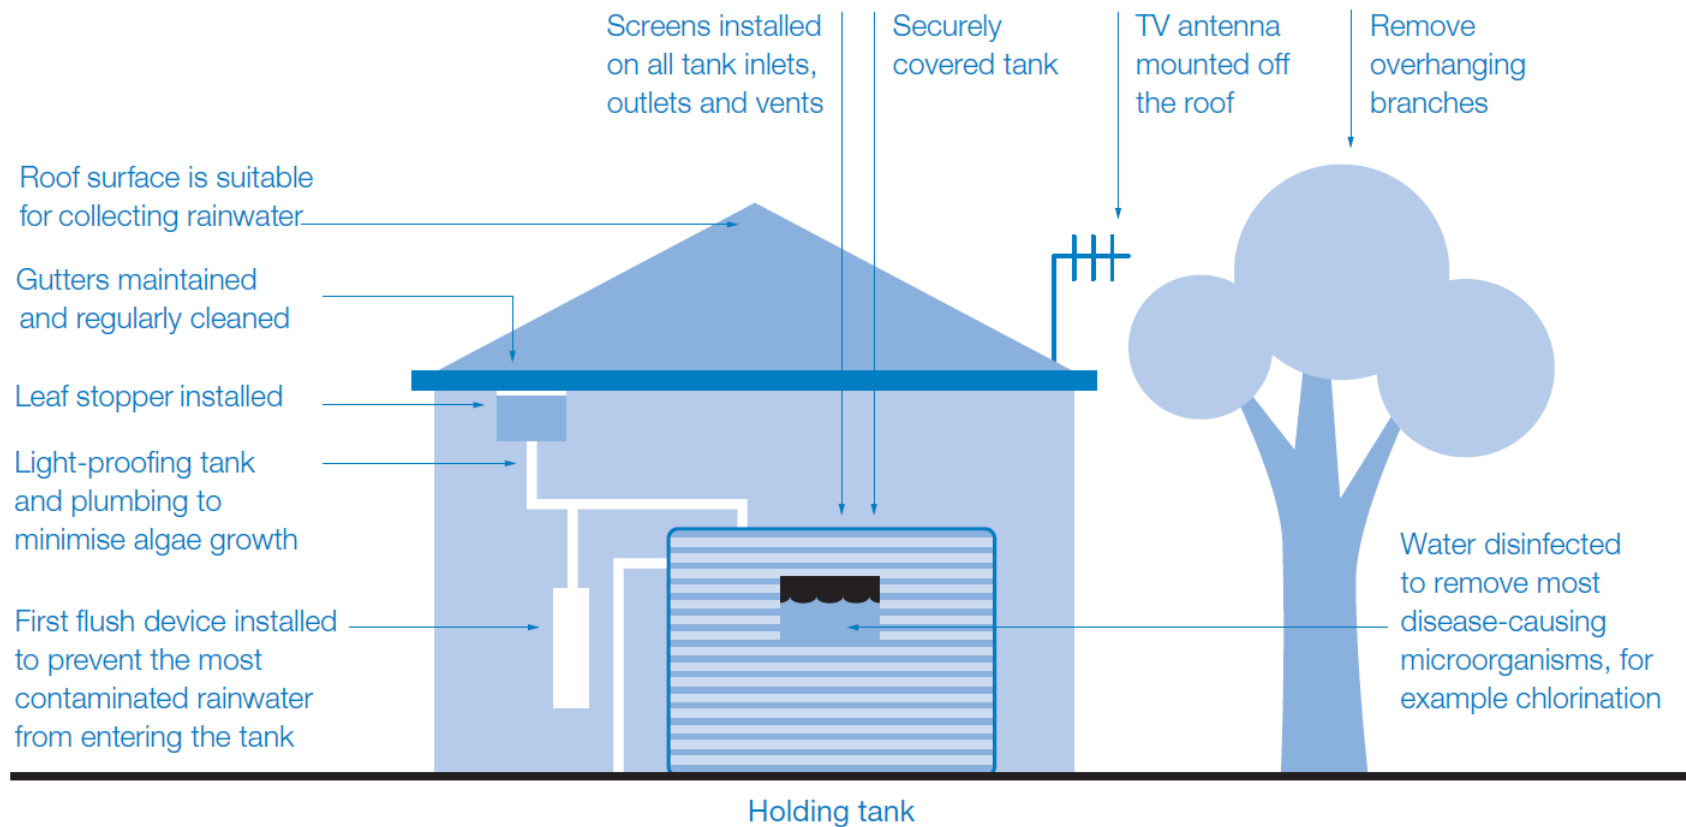 Screens installed
on all tank inlets,
outlets and vents
Securely
covered tank
TV antenna
mounted off
the roof
Remove
overhanging
branches
Roof surface is suitable
for collecting rainwater
Gutters maintained
and regularly cleaned
Leaf stopper installed
Light-proofing tank
and plumbing to
minimise algae growth
First flush device installed
to prevent the most
contaminated rainwater
from entering the tank
Water disinfected
to remove most
disease-causing
microorganisms, for
example chlorination
Holding tank